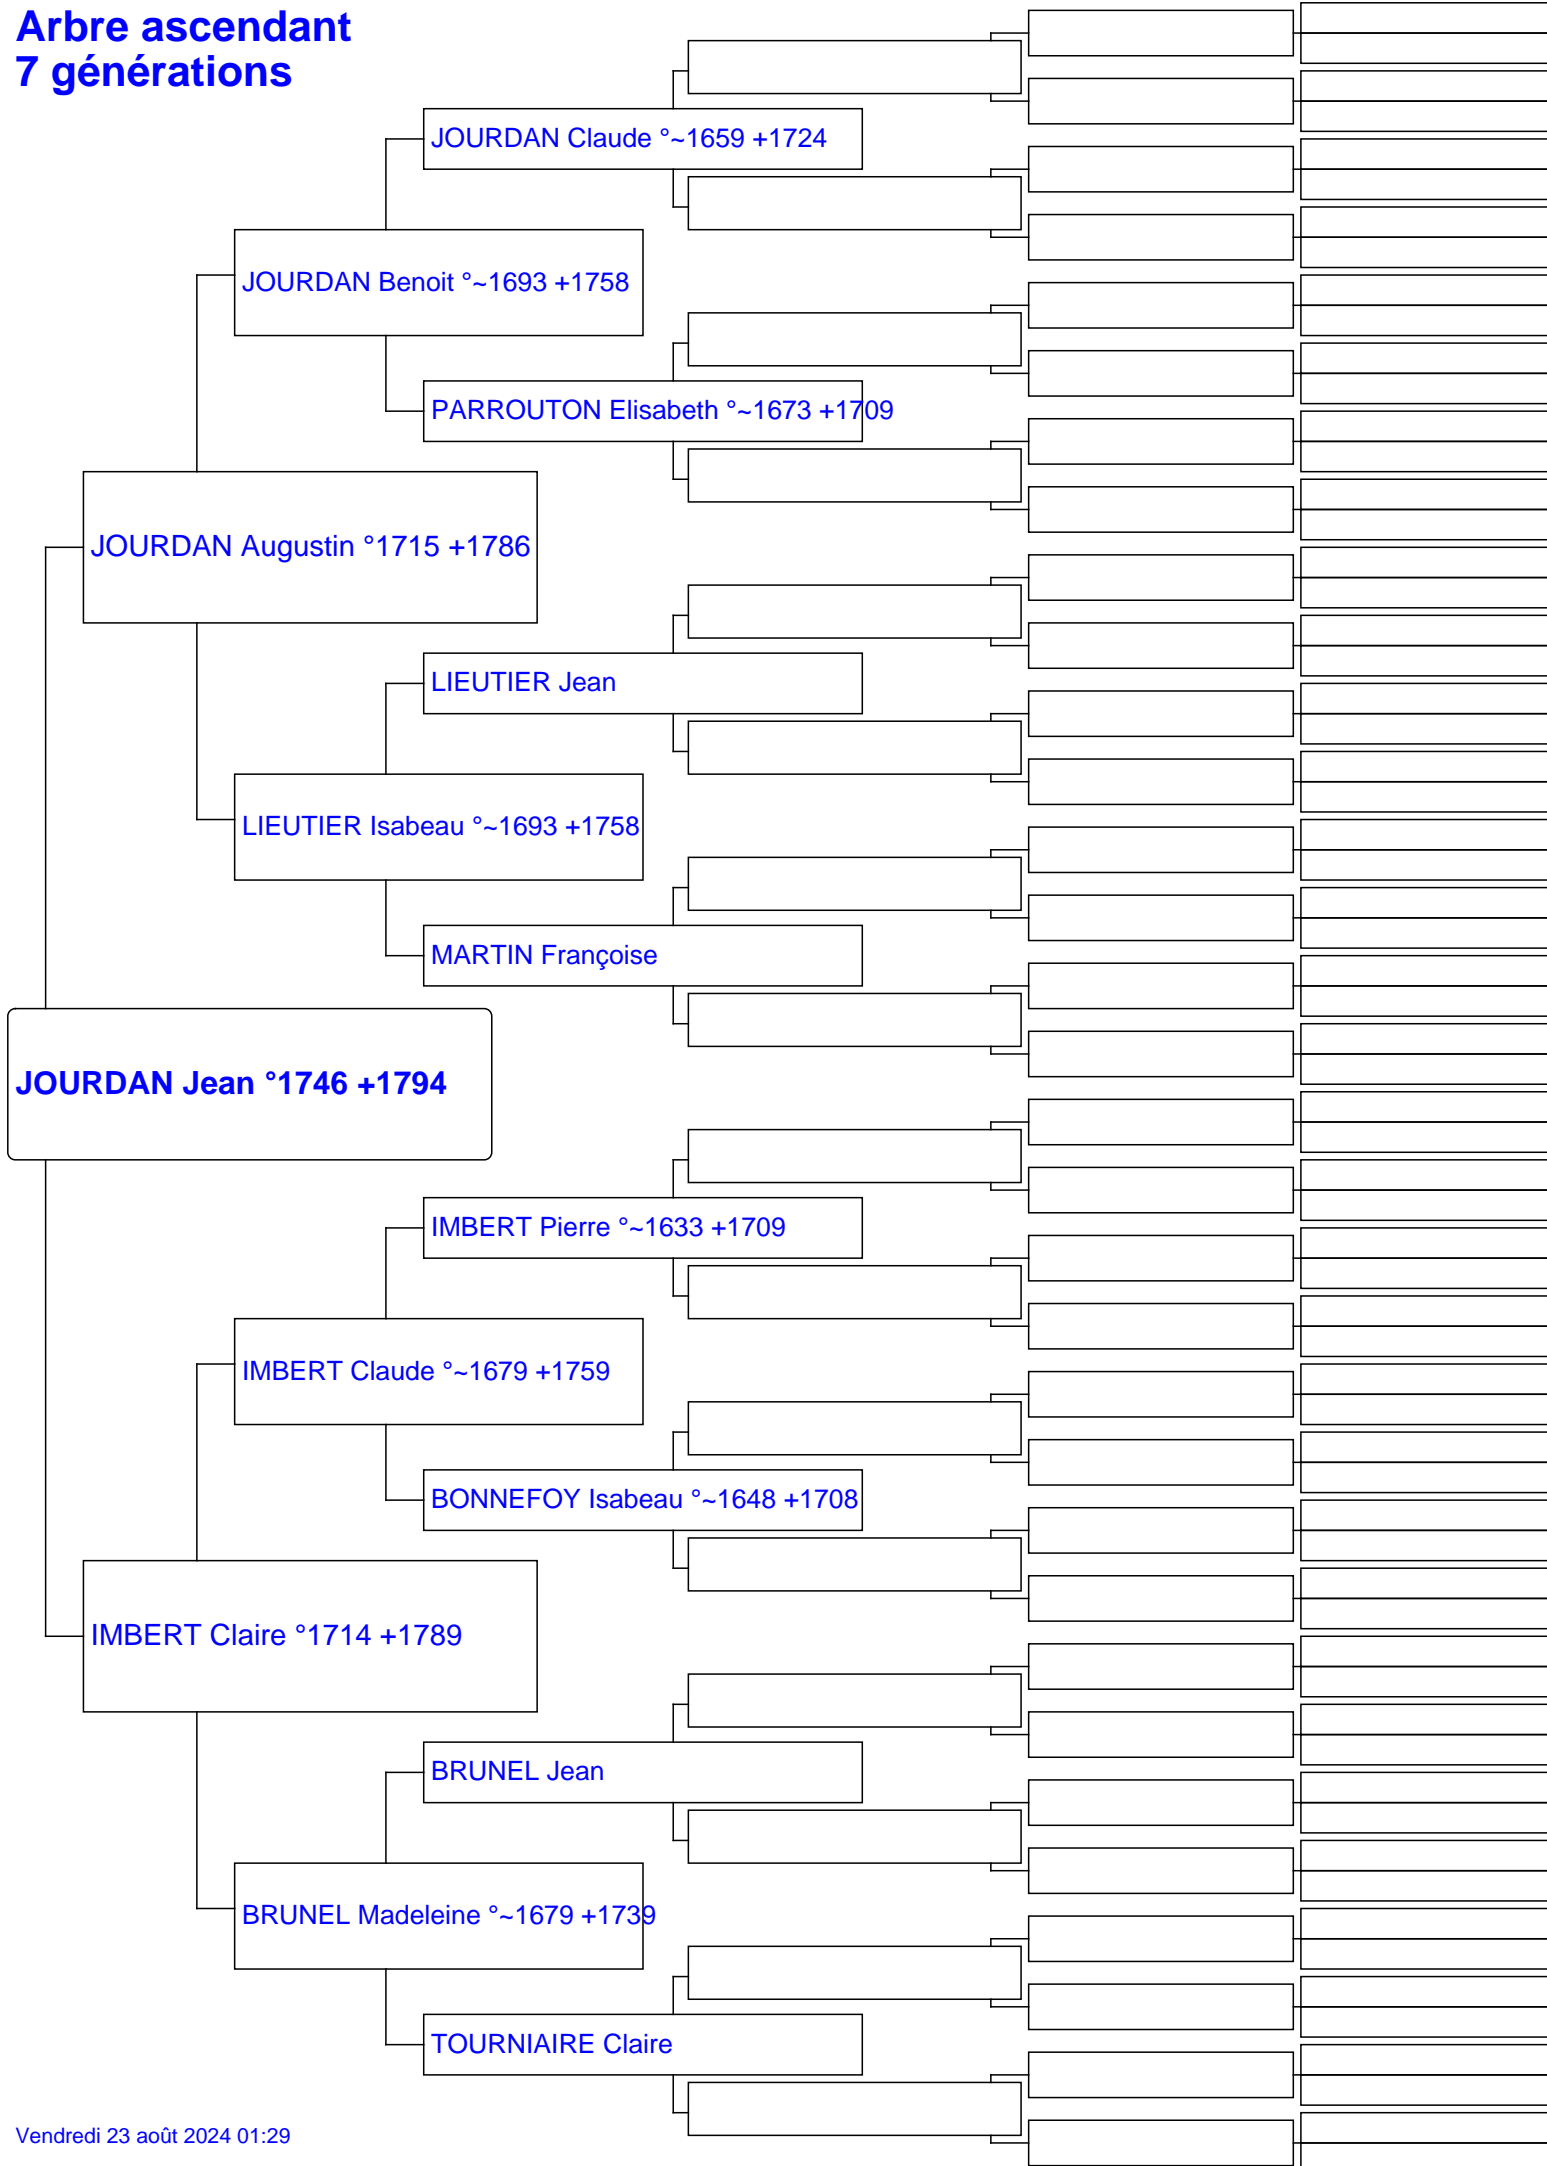 Arbre ascendant
7 générations
JOURDAN Claude °~1659 +1724
JOURDAN Benoit °~1693 +1758
PARROUTON Elisabeth °~1673 +1709
JOURDAN Augustin °1715 +1786
LIEUTIER Jean
LIEUTIER Isabeau °~1693 +1758
MARTIN Françoise
JOURDAN Jean °1746 +1794
IMBERT Pierre °~1633 +1709
IMBERT Claude °~1679 +1759
BONNEFOY Isabeau °~1648 +1708
IMBERT Claire °1714 +1789
BRUNEL Jean
BRUNEL Madeleine °~1679 +1739
TOURNIAIRE Claire
Vendredi 23 août 2024 01:29